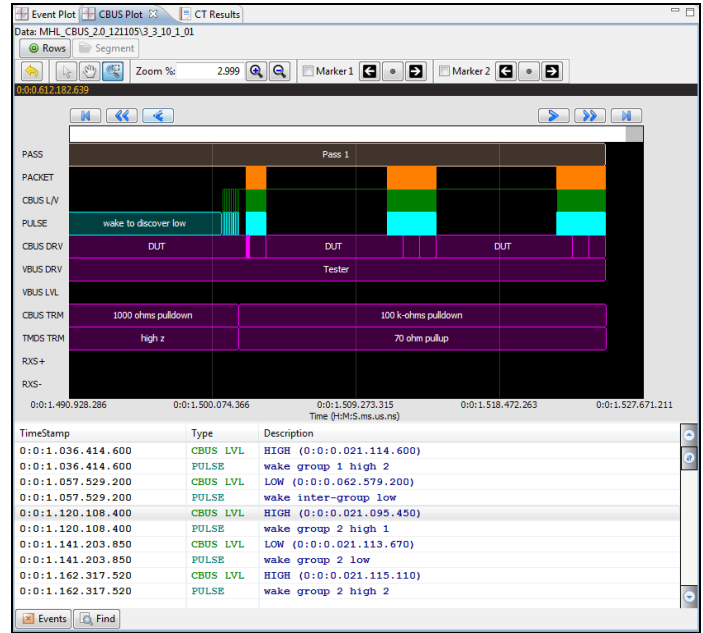 Event Plot CBUS Plot CT Results
Data: MHL_CBUS_2.0_121105\3_3_10_1_01
Rows Segment
Zoom %: 2.999 Marker 1 Marker 2
0:0:0.612.182.639
PASS Pass 1
PACKET
CBUS L/V
PULSE wake to discover low
CBUS DRV DUT DUT DUT
VBUS DRV Tester
VBUS LVL
CBUS TRM 1000 ohms pulldown 100 k-ohms pulldown
TMDS TRM high z 70 ohm pullup
RXS+
RXS-
0:0:1.490.928.286 0:0:1.500.074.366 0:0:1.509.273.315 0:0:1.518.472.263 0:0:1.527.671.211
Time (H:M:S.ms.us.ns)
TimeStamp Type Description
0:0:1.036.414.600 CBUS LVL HIGH (0:0:0.021.114.600)
0:0:1.036.414.600 PULSE wake group 1 high 2
0:0:1.057.529.200 CBUS LVL LOW (0:0:0.062.579.200)
0:0:1.057.529.200 PULSE wake inter-group low
0:0:1.120.108.400 CBUS LVL HIGH (0:0:0.021.095.450)
0:0:1.120.108.400 PULSE wake group 2 high 1
0:0:1.141.203.850 CBUS LVL LOW (0:0:0.021.113.670)
0:0:1.141.203.850 PULSE wake group 2 low
0:0:1.162.317.520 CBUS LVL HIGH (0:0:0.021.115.110)
0:0:1.162.317.520 PULSE wake group 2 high 2
Events Find